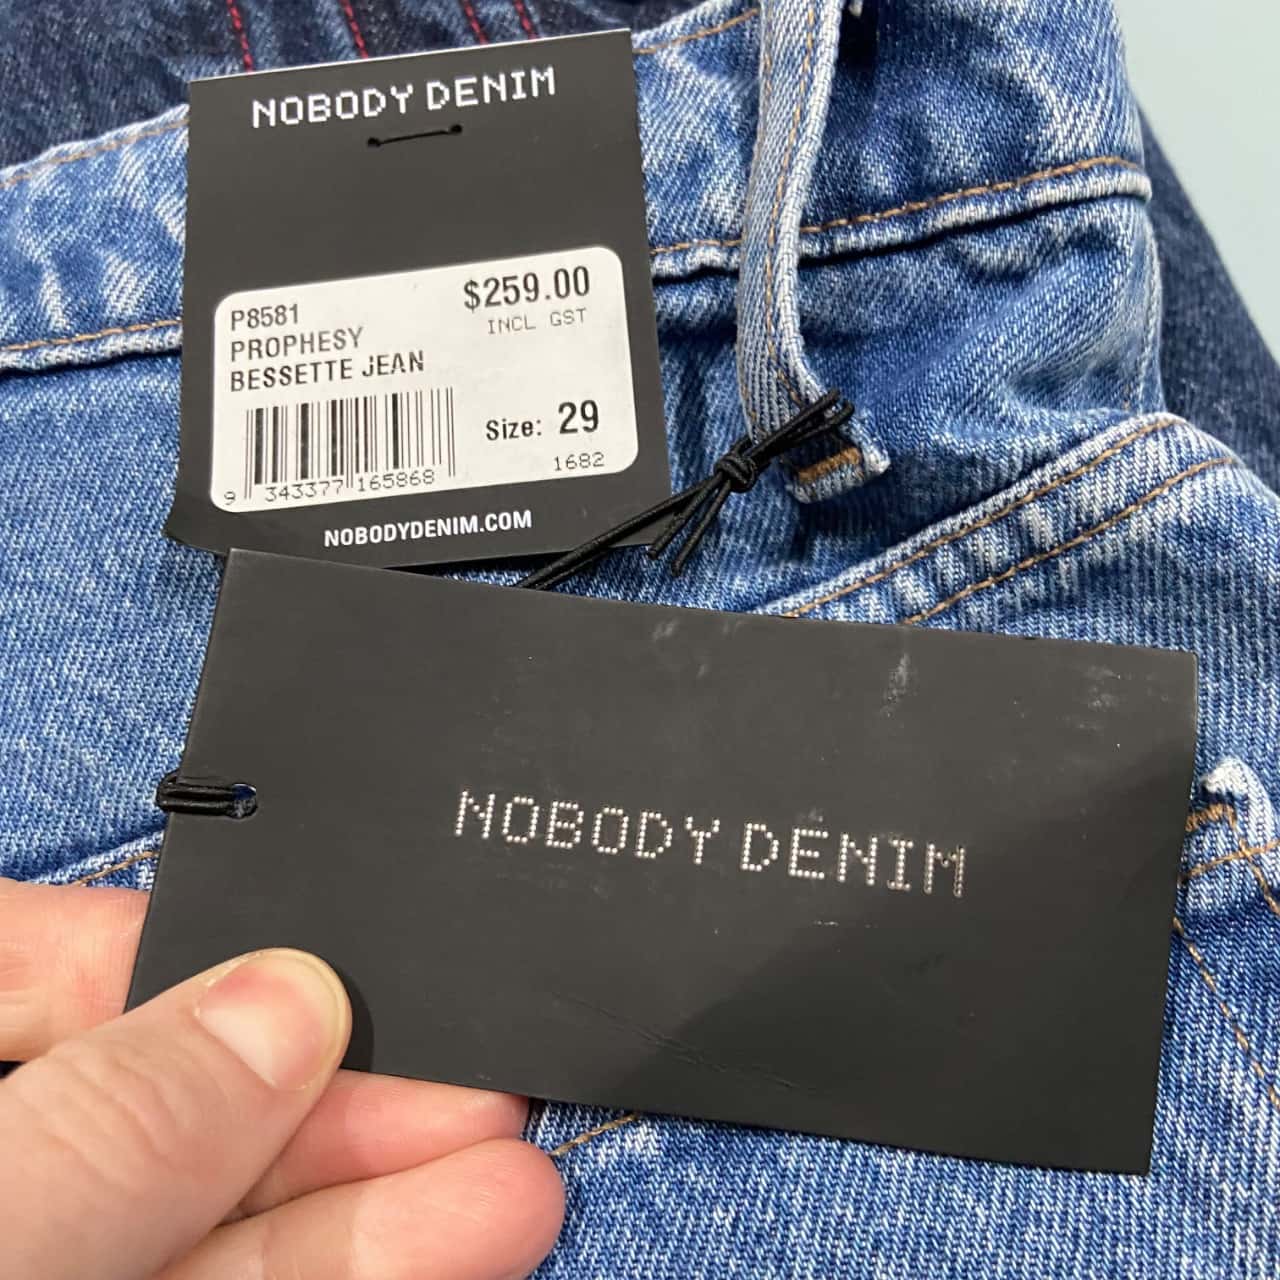 NOBODY DENIM
$259.00
INCL GST
P8581
PROPHESY
BESSETTE JEAN
Size: 29
1682
9 343377 165868
NOBODYDENIM.COM
NOBODY DENIM